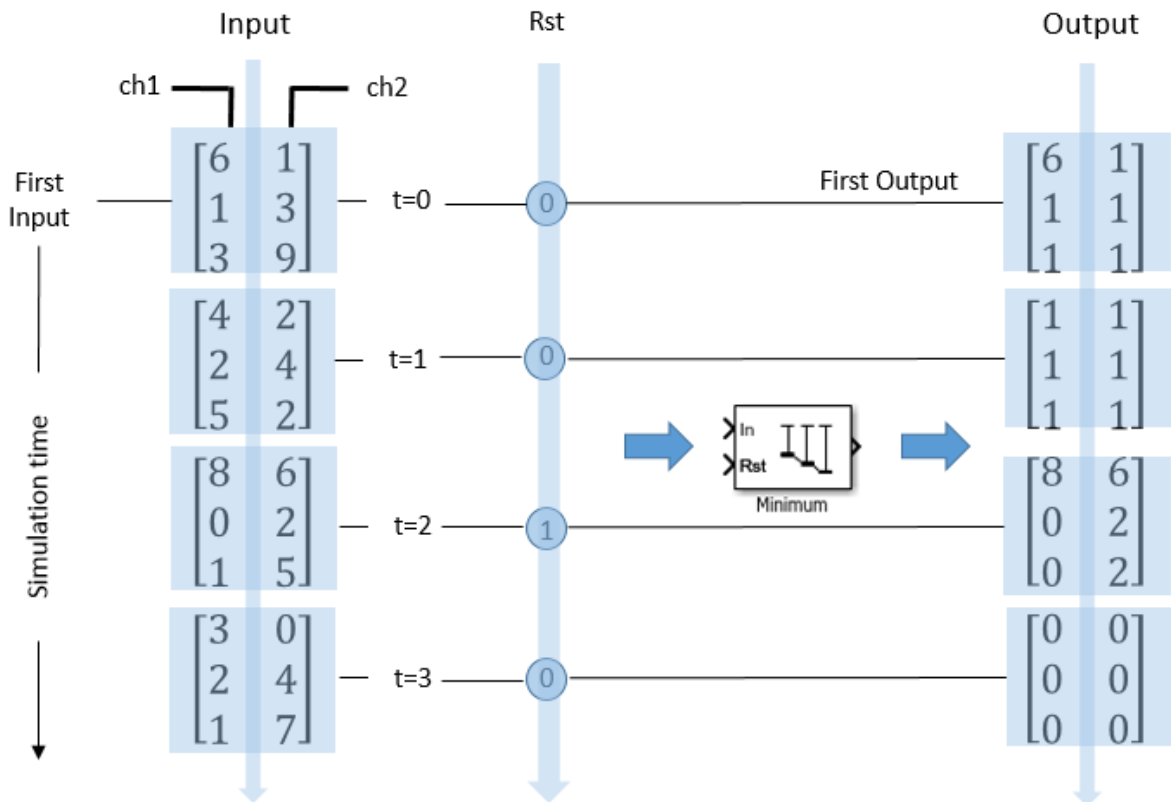 Input Rst Output
ch1 ch2
6 1 6 1
First First Output
Input 1 3 t=0 0 1 1
3 9 1 1
4 2 1 1
2 4 t=1 0 1 1
5 2 1 1
In
Rst
Minimum
Simulation time
8 6 8 6
0 2 t=2 1 0 2
1 5 0 2
3 0 0 0
2 4 t=3 0 0 0
1 7 0 0